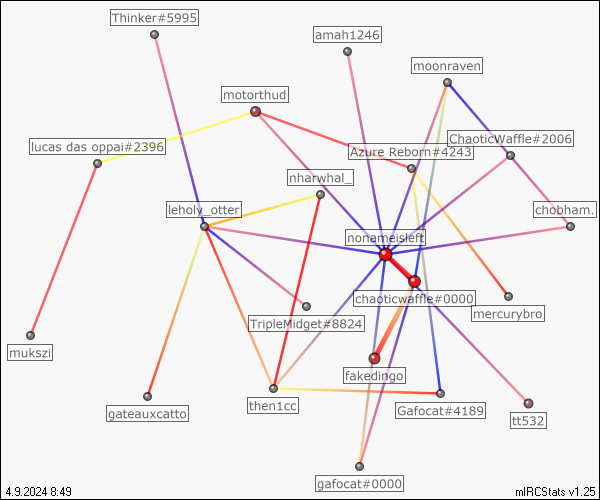 Thinker#5995
amah1246
moonraven
motorthud
ChaoticWaffle#2006
lucas das oppai#2396
Azure Reborn#4243
nharwhal_
leholy_otter
chobham.
nonameisleft
chaoticwaffle#0000
mercurybro
TripleMidget#8824
mukszi
fakedingo
then1cc
gateauxcatto
Gafocat#4189
tt532
gafocat#0000
4.9.2024 8:49
mIRCStats v1.25